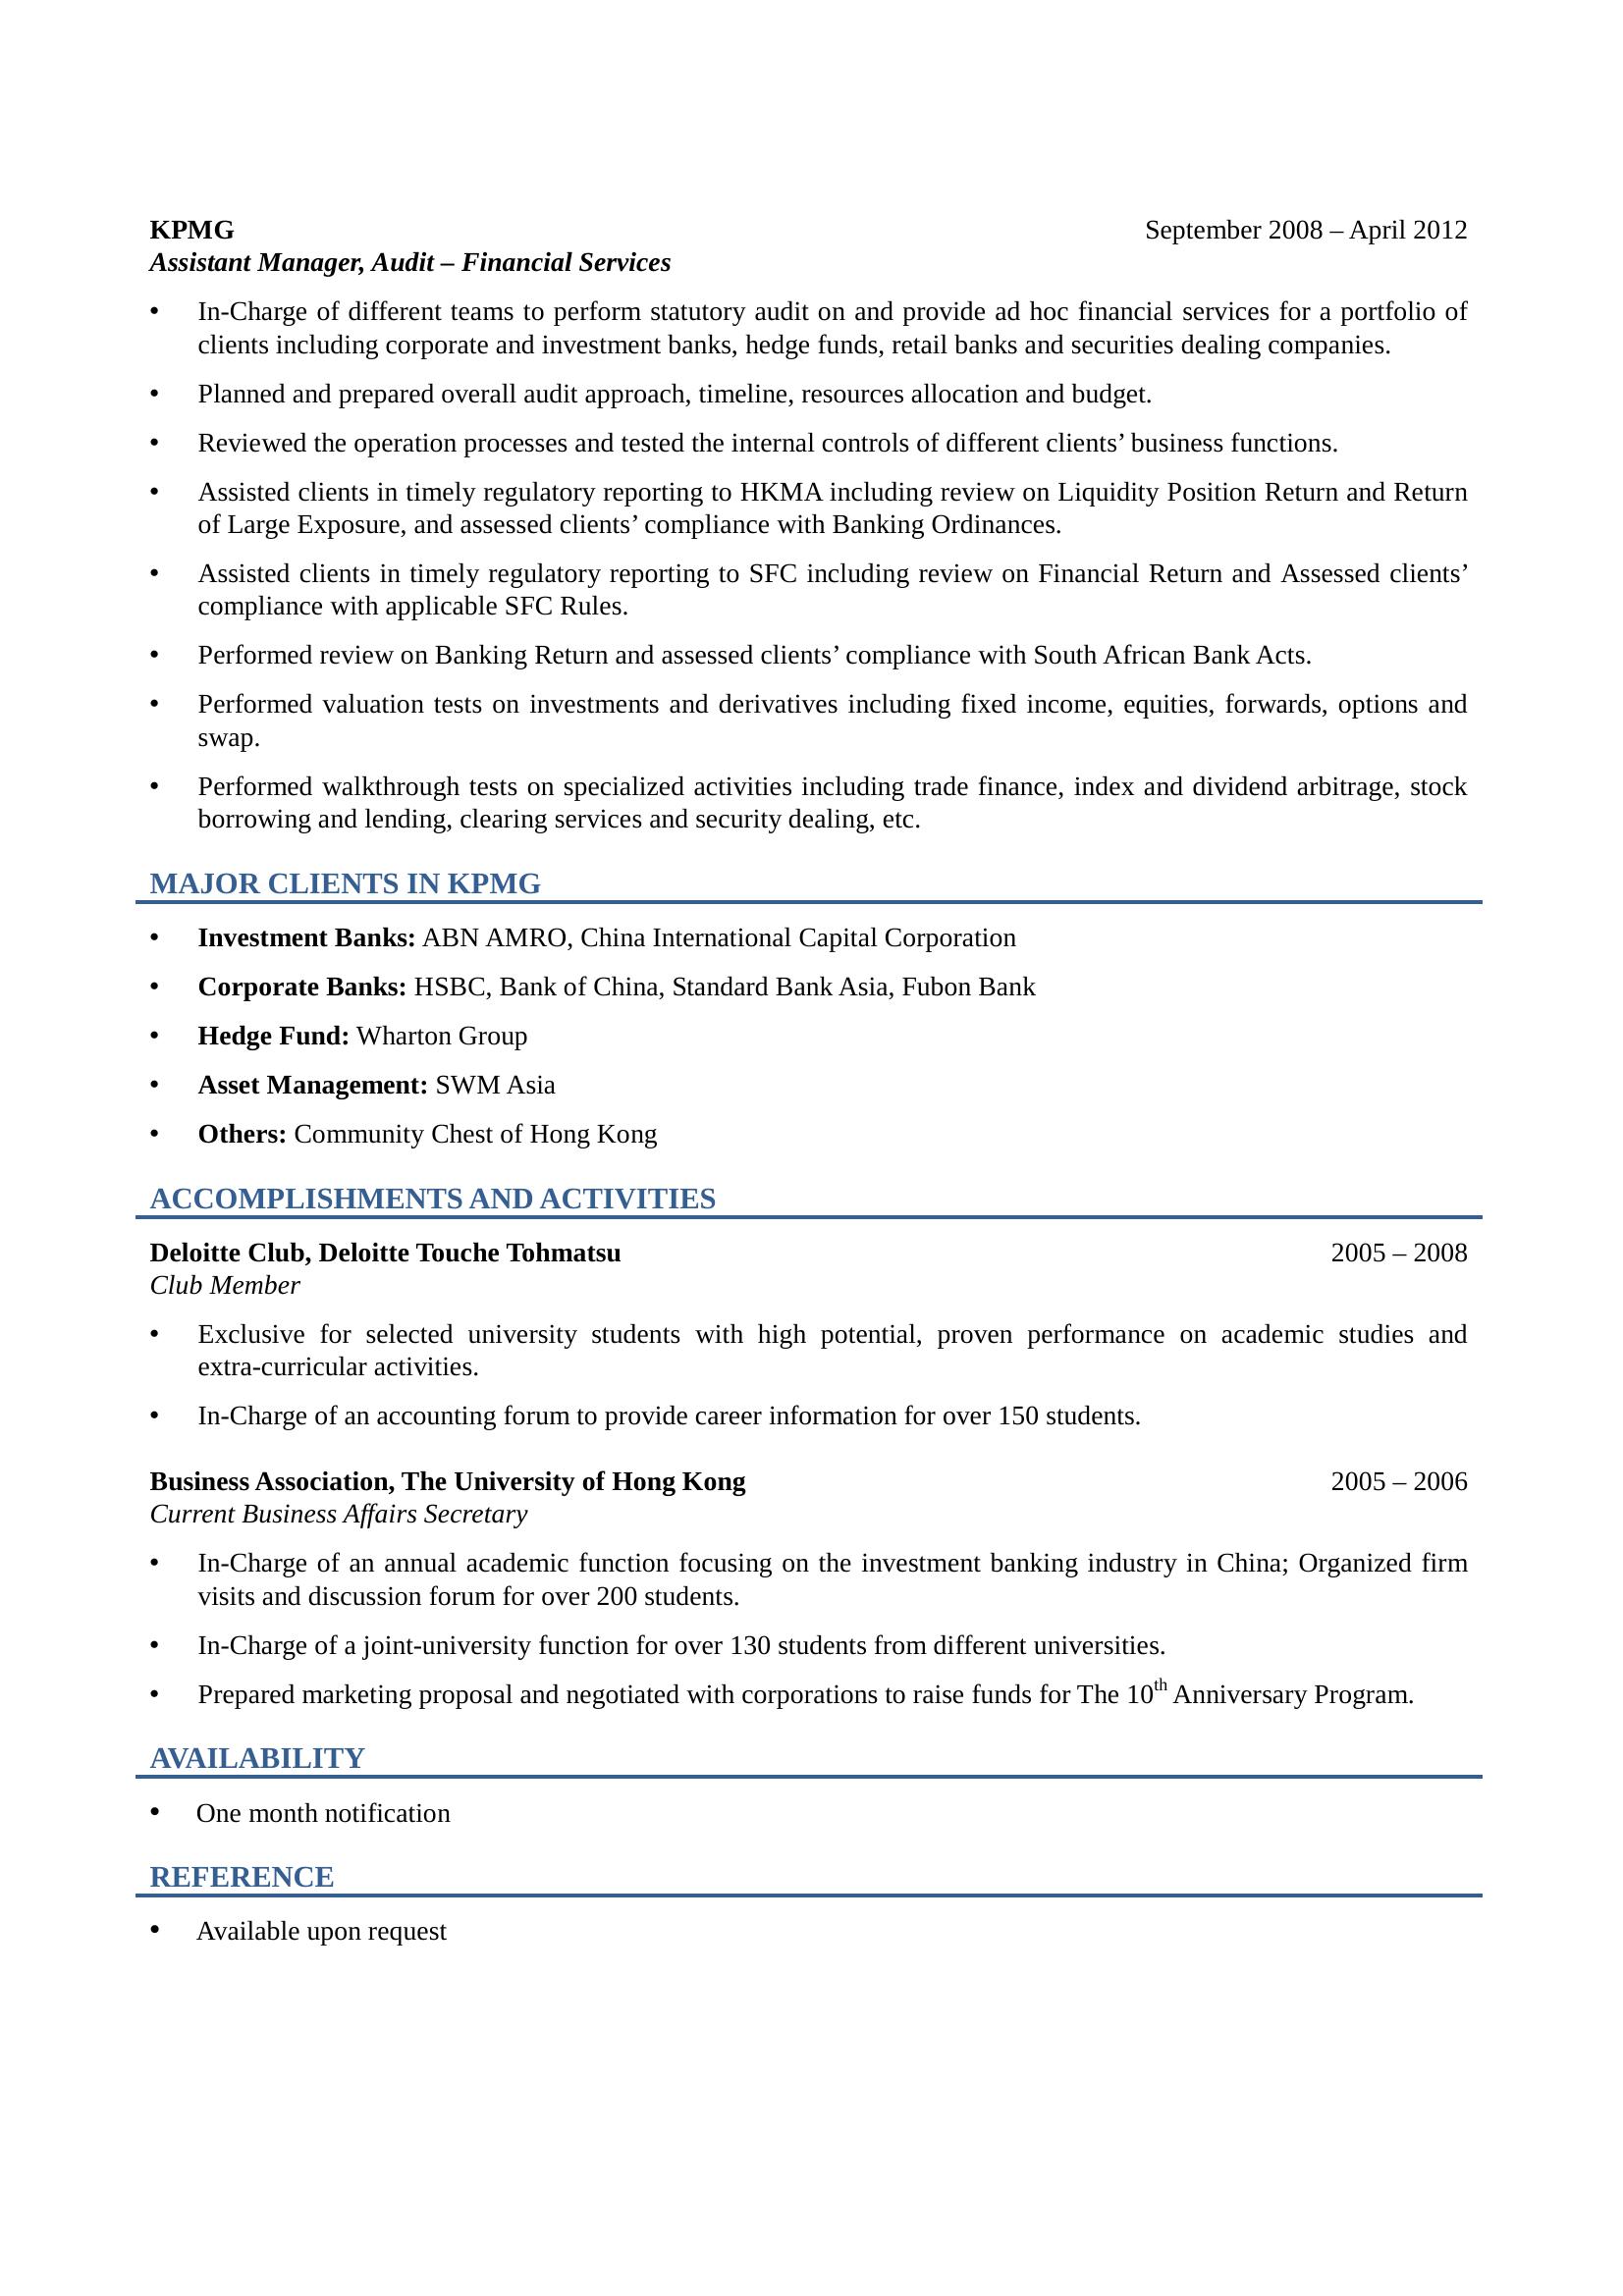 KPMG September 2008 – April 2012
Assistant Manager, Audit – Financial Services
• In-Charge of different teams to perform statutory audit on and provide ad hoc financial services for a portfolio of
clients including corporate and investment banks, hedge funds, retail banks and securities dealing companies.
• Planned and prepared overall audit approach, timeline, resources allocation and budget.
• Reviewed the operation processes and tested the internal controls of different clients’ business functions.
• Assisted clients in timely regulatory reporting to HKMA including review on Liquidity Position Return and Return
of Large Exposure, and assessed clients’ compliance with Banking Ordinances.
• Assisted clients in timely regulatory reporting to SFC including review on Financial Return and Assessed clients’
compliance with applicable SFC Rules.
• Performed review on Banking Return and assessed clients’ compliance with South African Bank Acts.
• Performed valuation tests on investments and derivatives including fixed income, equities, forwards, options and
swap.
• Performed walkthrough tests on specialized activities including trade finance, index and dividend arbitrage, stock
borrowing and lending, clearing services and security dealing, etc.
MAJOR CLIENTS IN KPMG
• Investment Banks: ABN AMRO, China International Capital Corporation
• Corporate Banks: HSBC, Bank of China, Standard Bank Asia, Fubon Bank
• Hedge Fund: Wharton Group
• Asset Management: SWM Asia
• Others: Community Chest of Hong Kong
ACCOMPLISHMENTS AND ACTIVITIES
Deloitte Club, Deloitte Touche Tohmatsu 2005 – 2008
Club Member
• Exclusive for selected university students with high potential, proven performance on academic studies and
extra-curricular activities.
• In-Charge of an accounting forum to provide career information for over 150 students.
Business Association, The University of Hong Kong 2005 – 2006
Current Business Affairs Secretary
• In-Charge of an annual academic function focusing on the investment banking industry in China; Organized firm
visits and discussion forum for over 200 students.
• In-Charge of a joint-university function for over 130 students from different universities.
• Prepared marketing proposal and negotiated with corporations to raise funds for The 10th Anniversary Program.
AVAILABILITY
• One month notification
REFERENCE
• Available upon request